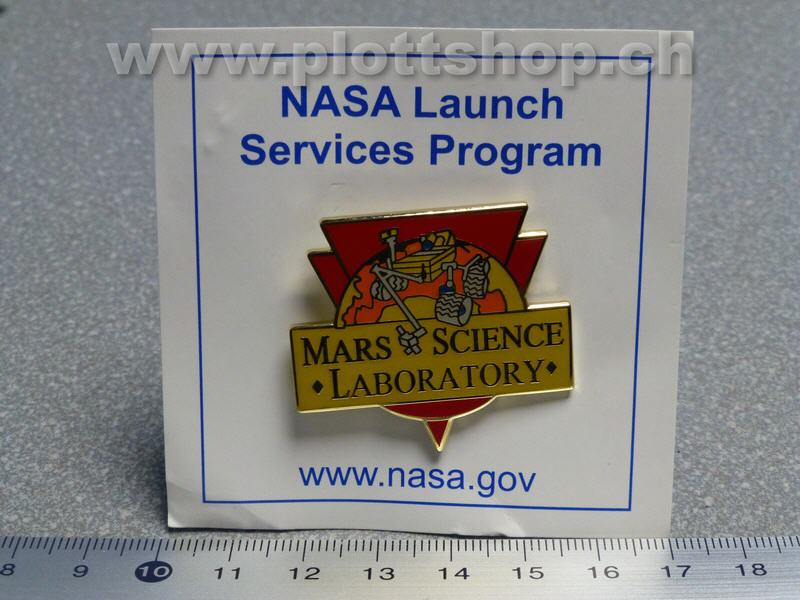 www.plottshop.ch
NASA Launch
Services Program
MARS SCIENCE
LABORATORY
www.nasa.gov
8 9 10 11 12 13 14 15 16 17 18